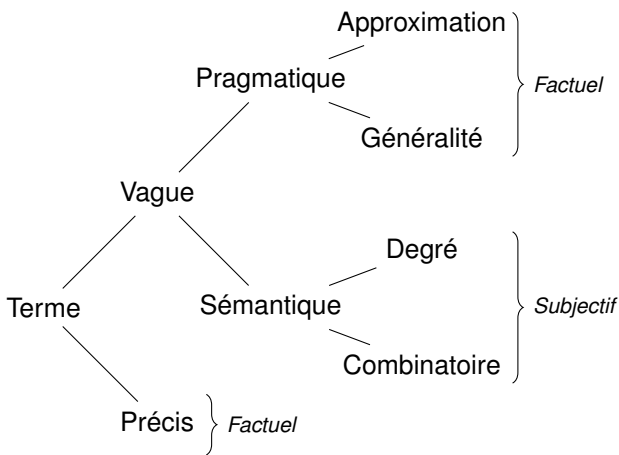 Approximation
Pragmatique
Factuel
Généralité
Vague
Degré
Terme
Sémantique
Subjectif
Combinatoire
Précis
Factuel